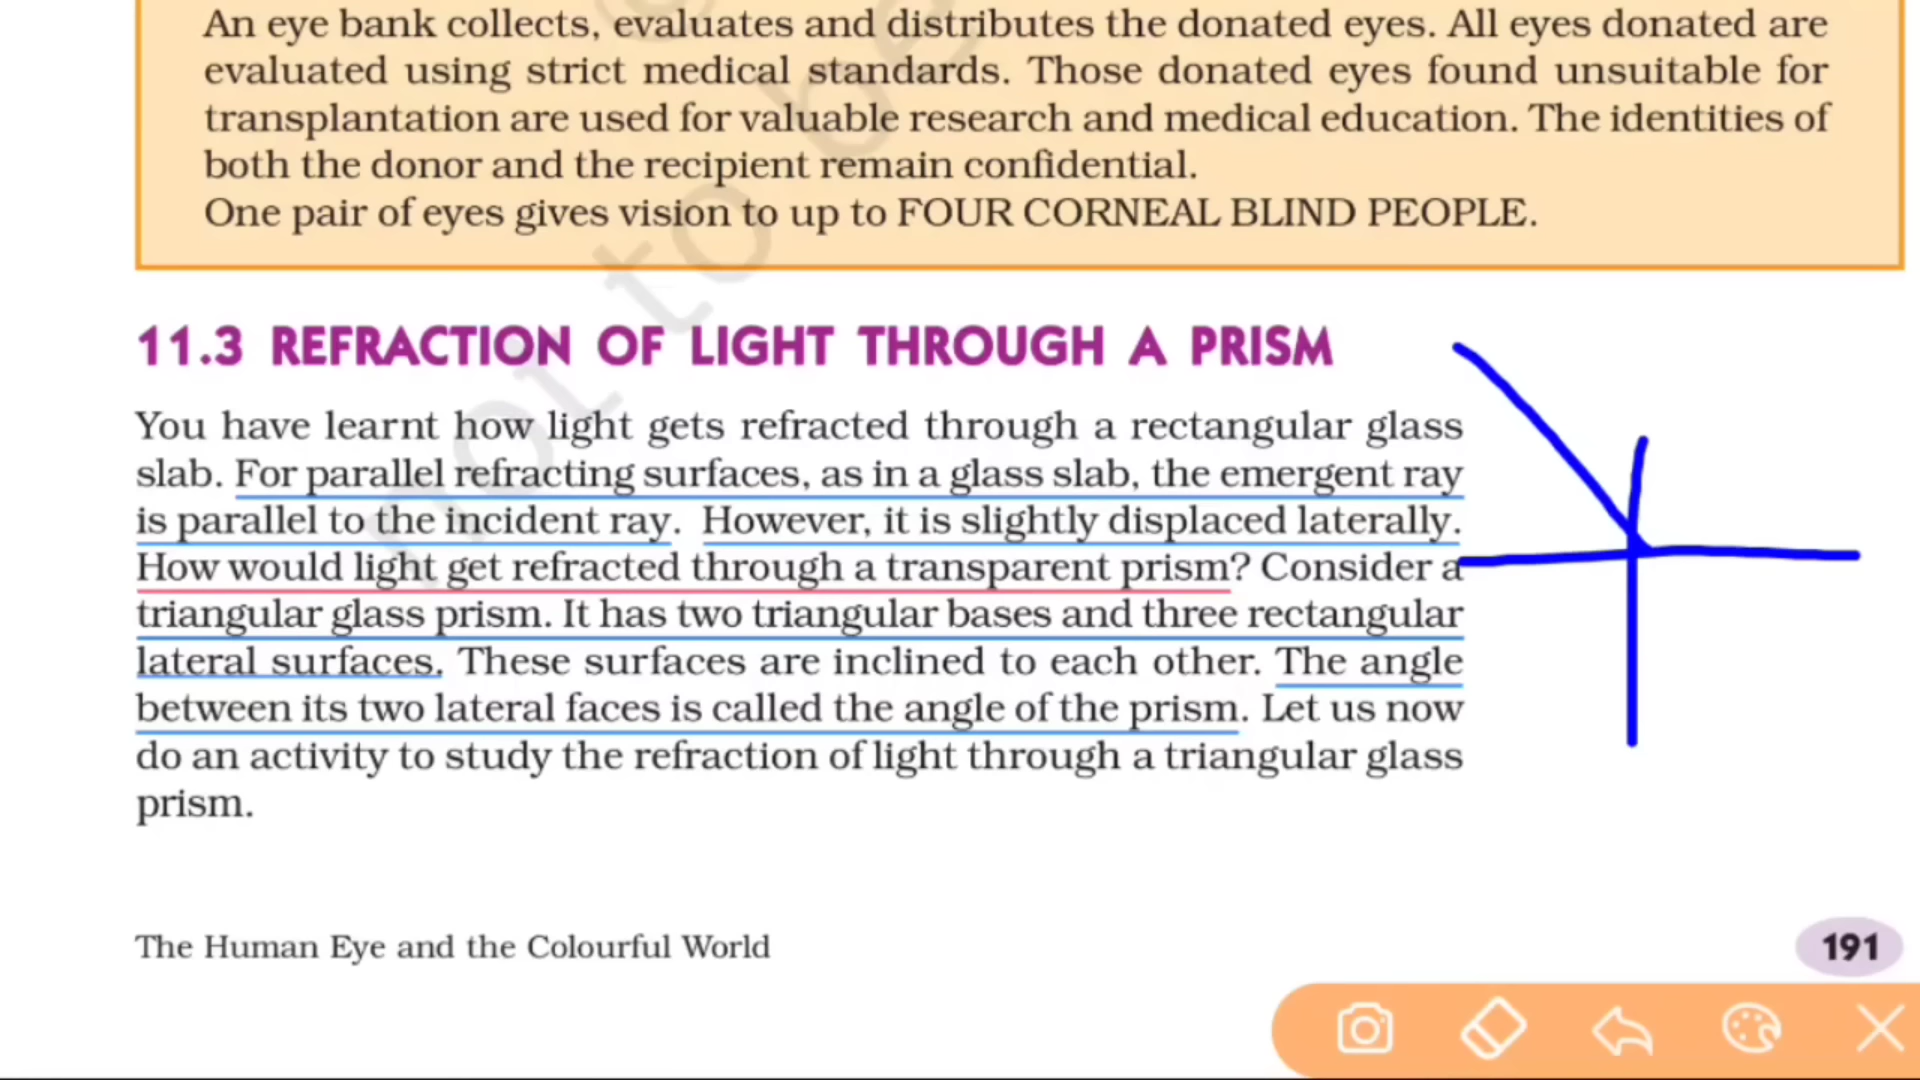 An eye bank collects, evaluates and distributes the donated eyes. All eyes donated are
evaluated using strict medical standards. Those donated eyes found unsuitable for
transplantation are used for valuable research and medical education. The identities of
both the donor and the recipient remain confidential.
One pair of eyes gives vision to up to FOUR CORNEAL BLIND PEOPLE.
11.3 REFRACTION OF LIGHT THROUGH A PRISM
You have learnt how light gets refracted through a rectangular glass
slab. For parallel refracting surfaces, as in a glass slab, the emergent ray
is parallel to the incident ray. However, it is slightly displaced laterally.
How would light get refracted through a transparent prism? Consider a
triangular glass prism. It has two triangular bases and three rectangular
lateral surfaces. These surfaces are inclined to each other. The angle
between its two lateral faces is called the angle of the prism. Let us now
do an activity to study the refraction of light through a triangular glass
prism.
The Human Eye and the Colourful World
191
not to be